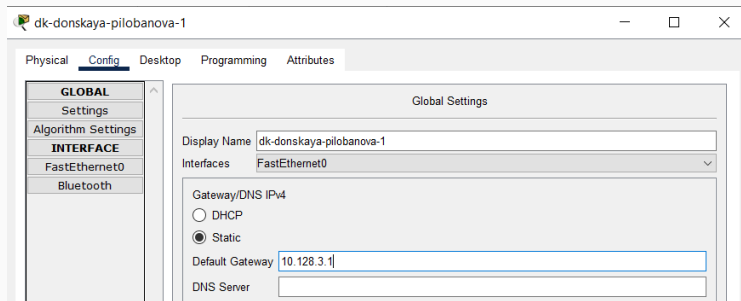 dk-donskaya-pilobanova-1
Physical Config Desktop Programming Attributes
GLOBAL
Settings
Algorithm Settings
INTERFACE
FastEthernet0
Bluetooth
Global Settings
Display Name dk-donskaya-pilobanova-1
Interfaces FastEthernet0
Gateway/DNS IPv4
DHCP
Static
Default Gateway 10.128.3.1
DNS Server